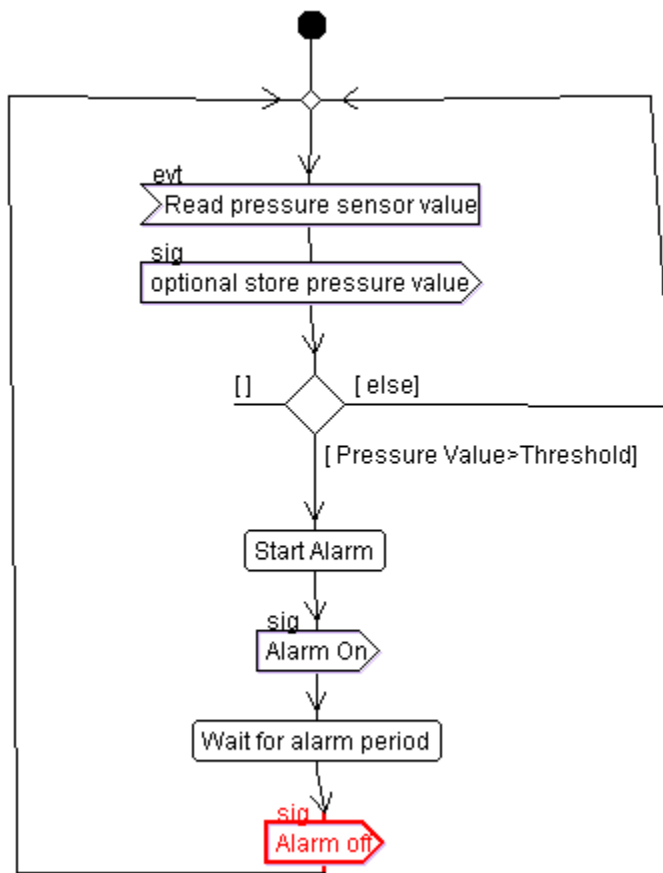 evt
Read pressure sensor value
sig
optional store pressure value
[ ]
[ else]
[ Pressure Value>Threshold]
Start Alarm
sig
Alarm On
Wait for alarm period
sig
Alarm off